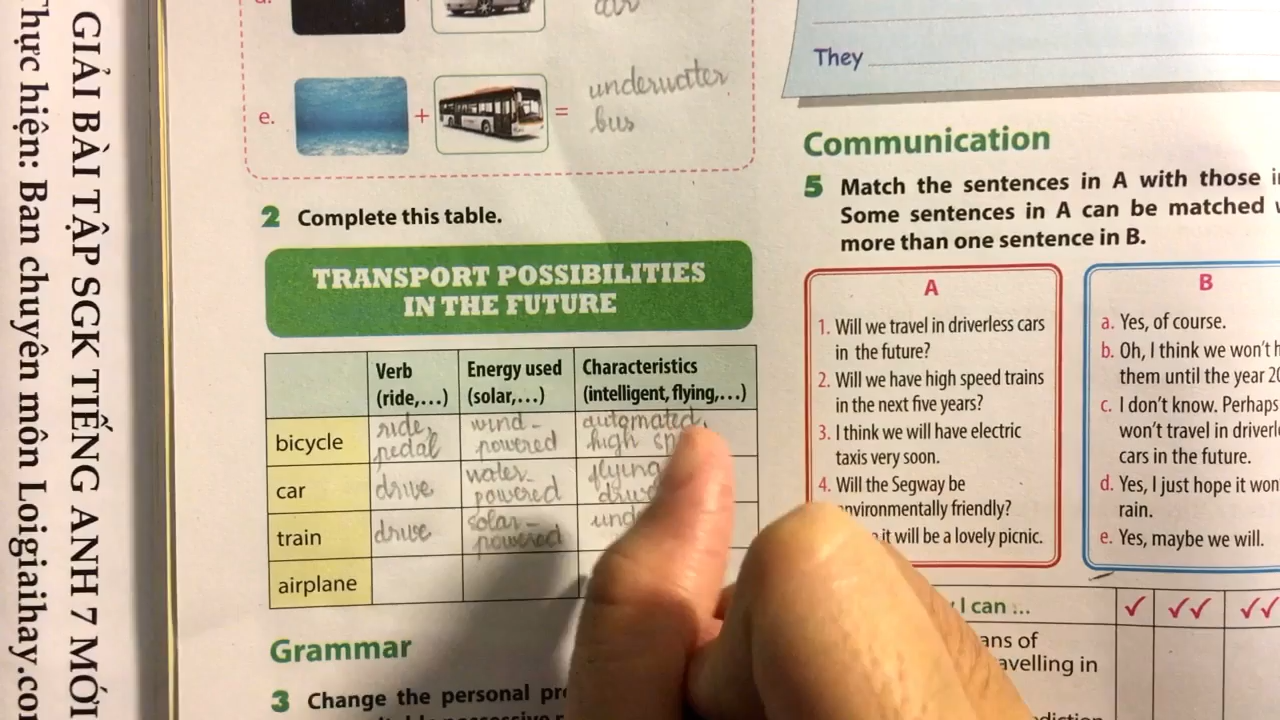 GIẢI BÀI TẬP SGK TIẾNG ANH 7 MỚI
Thực hiện: Ban chuyên môn Loigiaihay.com
e. + = underwater
bus
2 Complete this table.
TRANSPORT POSSIBILITIES
IN THE FUTURE
Verb
(ride,...)
Energy used
(solar,...)
Characteristics
(intelligent, flying,...)
bicycle
ride,
pedal
wind-
powered
automated,
high
car
drive
water-
powered
flying
train
drive
solar-
powered
airplane
Grammar
3 Change the personal
They
Communication
5 Match the sentences in A with those
Some sentences in A can be matched
more than one sentence in B.
A
1. Will we travel in driverless cars
in the future?
2. Will we have high speed trains
in the next five years?
3. I think we will have electric
taxis very soon.
4. Will the Segway be
environmentally friendly?
it will be a lovely picnic.
B
a. Yes, of course.
b. Oh, I think we won't
them until the year
c. I don't know. Perhaps
won't travel in
cars in the future.
d. Yes, I just hope it
rain.
e. Yes, maybe we will.
I can ... ✓ ✓✓ ✓✓
of
in